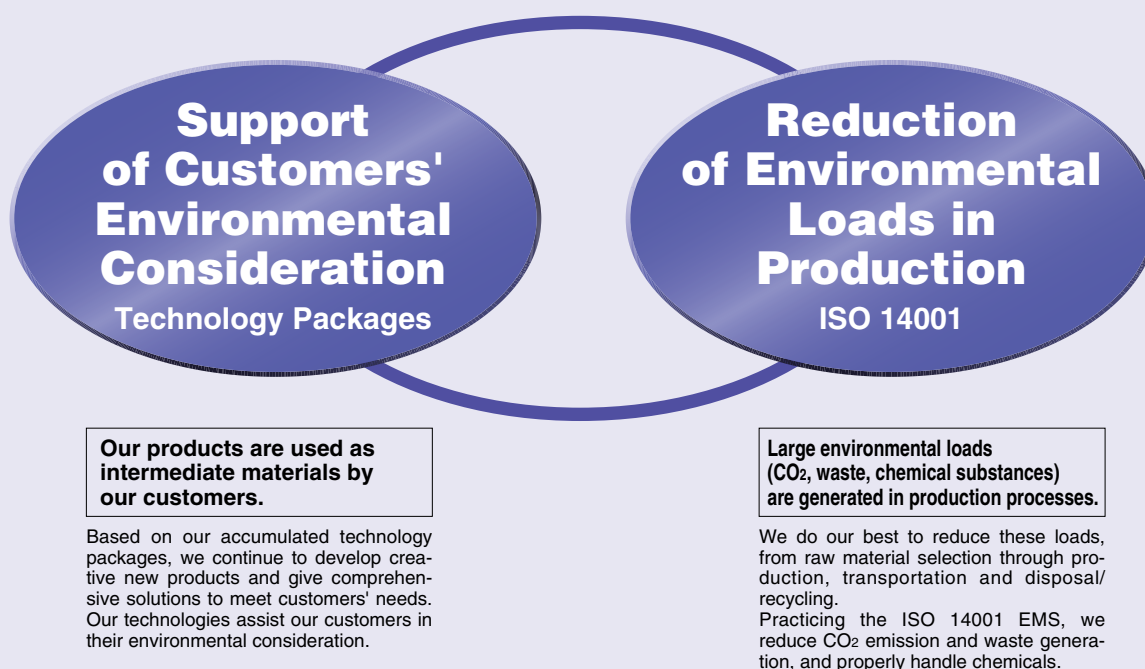 Support
of Customers'
Environmental
Consideration
Technology Packages
Reduction
of Environmental
Loads in
Production
ISO 14001
Our products are used as
intermediate materials by
our customers.
Based on our accumulated technology
packages, we continue to develop crea-
tive new products and give comprehen-
sive solutions to meet customers' needs.
Our technologies assist our customers in
their environmental consideration.
Large environmental loads
(CO2, waste, chemical substances)
are generated in production processes.
We do our best to reduce these loads,
from raw material selection through pro-
duction, transportation and disposal/
recycling.
Practicing the ISO 14001 EMS, we
reduce CO2 emission and waste genera-
tion, and properly handle chemicals.